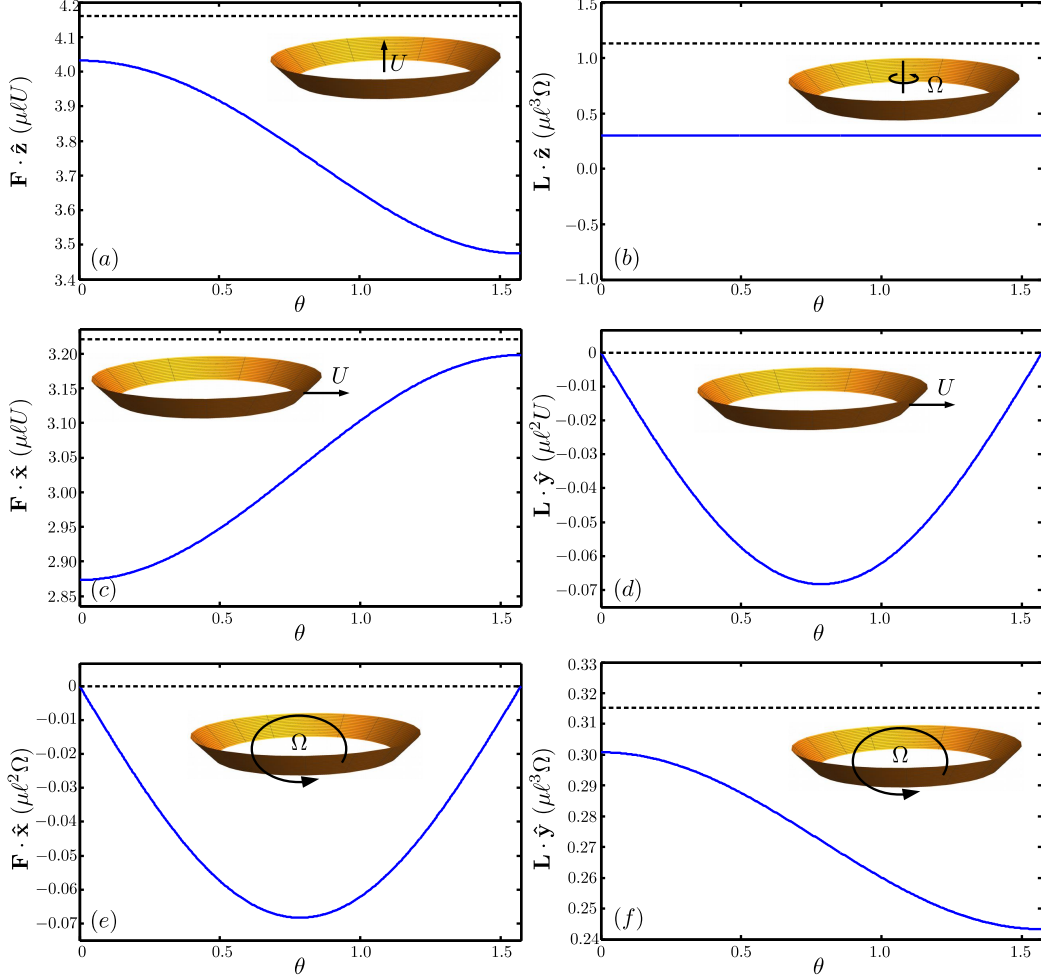 4.2
4.1
4.0
3.9
3.8
3.7
3.6
3.5
3.4
F · ẑ (μℓU)
U
(a)
0 0.5 1.0 1.5
θ
1.5
1.0
0.5
0.0
−0.5
−1.0
L · ẑ (μℓ³Ω)
Ω
(b)
0 0.5 1.0 1.5
θ
3.20
3.15
3.10
3.05
3.00
2.95
2.90
2.85
F · x̂ (μℓU)
U
(c)
0 0.5 1.0 1.5
θ
0
−0.01
−0.02
−0.03
−0.04
−0.05
−0.06
−0.07
L · ŷ (μℓ²U)
U
(d)
0 0.5 1.0 1.5
θ
0
−0.01
−0.02
−0.03
−0.04
−0.05
−0.06
−0.07
F · x̂ (μℓ²Ω)
Ω
(e)
0 0.5 1.0 1.5
θ
0.33
0.32
0.31
0.30
0.29
0.28
0.27
0.26
0.25
0.24
L · ŷ (μℓ³Ω)
Ω
(f)
0 0.5 1.0 1.5
θ